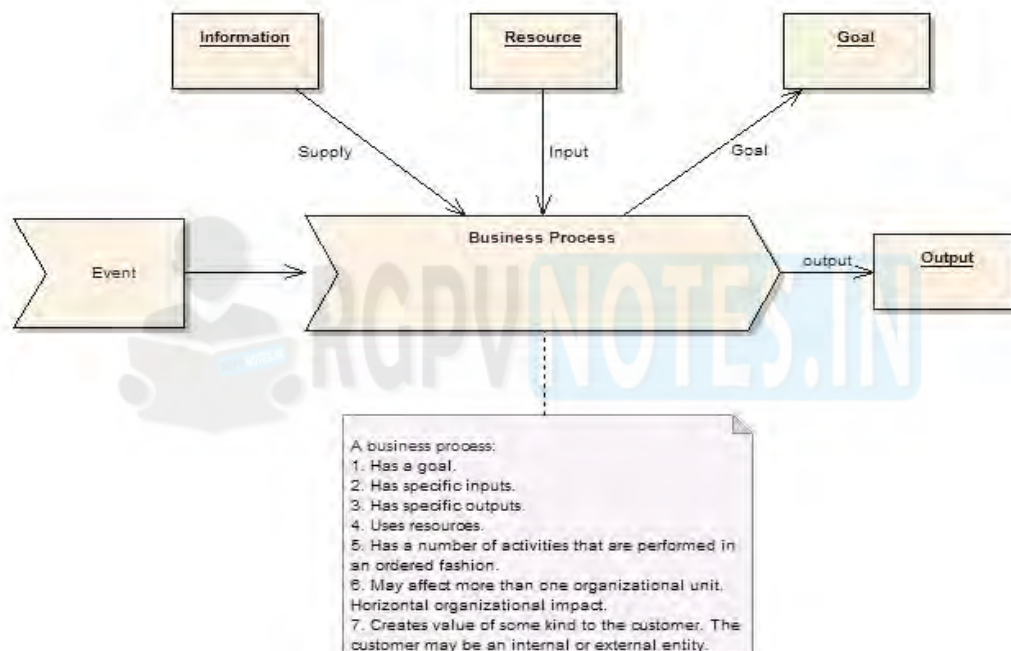 Information
Resource
Goal
Supply
Input
Goal
Event
Business Process
output
Output
RGPVNOTES.IN
A business process:
1. Has a goal.
2. Has specific inputs.
3. Has specific outputs.
4. Uses resources.
5. Has a number of activities that are performed in
an ordered fashion.
6. May affect more than one organizational unit.
Horizontal organizational impact.
7. Creates value of some kind to the customer. The
customer may be an internal or external entity.